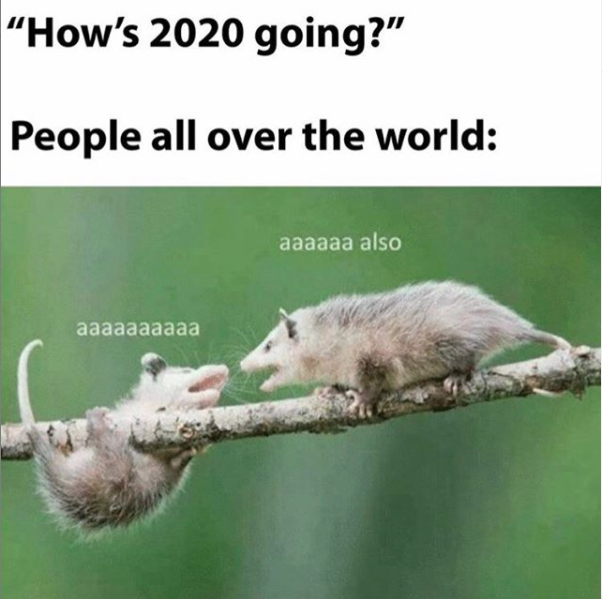 “How’s 2020 going?”
People all over the world:
aaaaaa also
aaaaaaaaaa